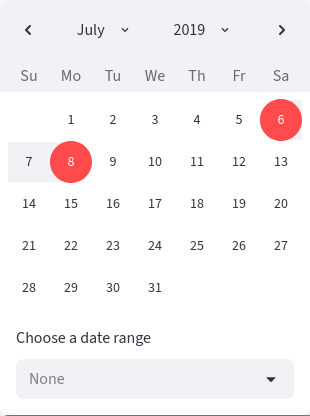 July 2019
Su Mo Tu We Th Fr Sa
1 2 3 4 5 6
7 8 9 10 11 12 13
14 15 16 17 18 19 20
21 22 23 24 25 26 27
28 29 30 31
Choose a date range
None